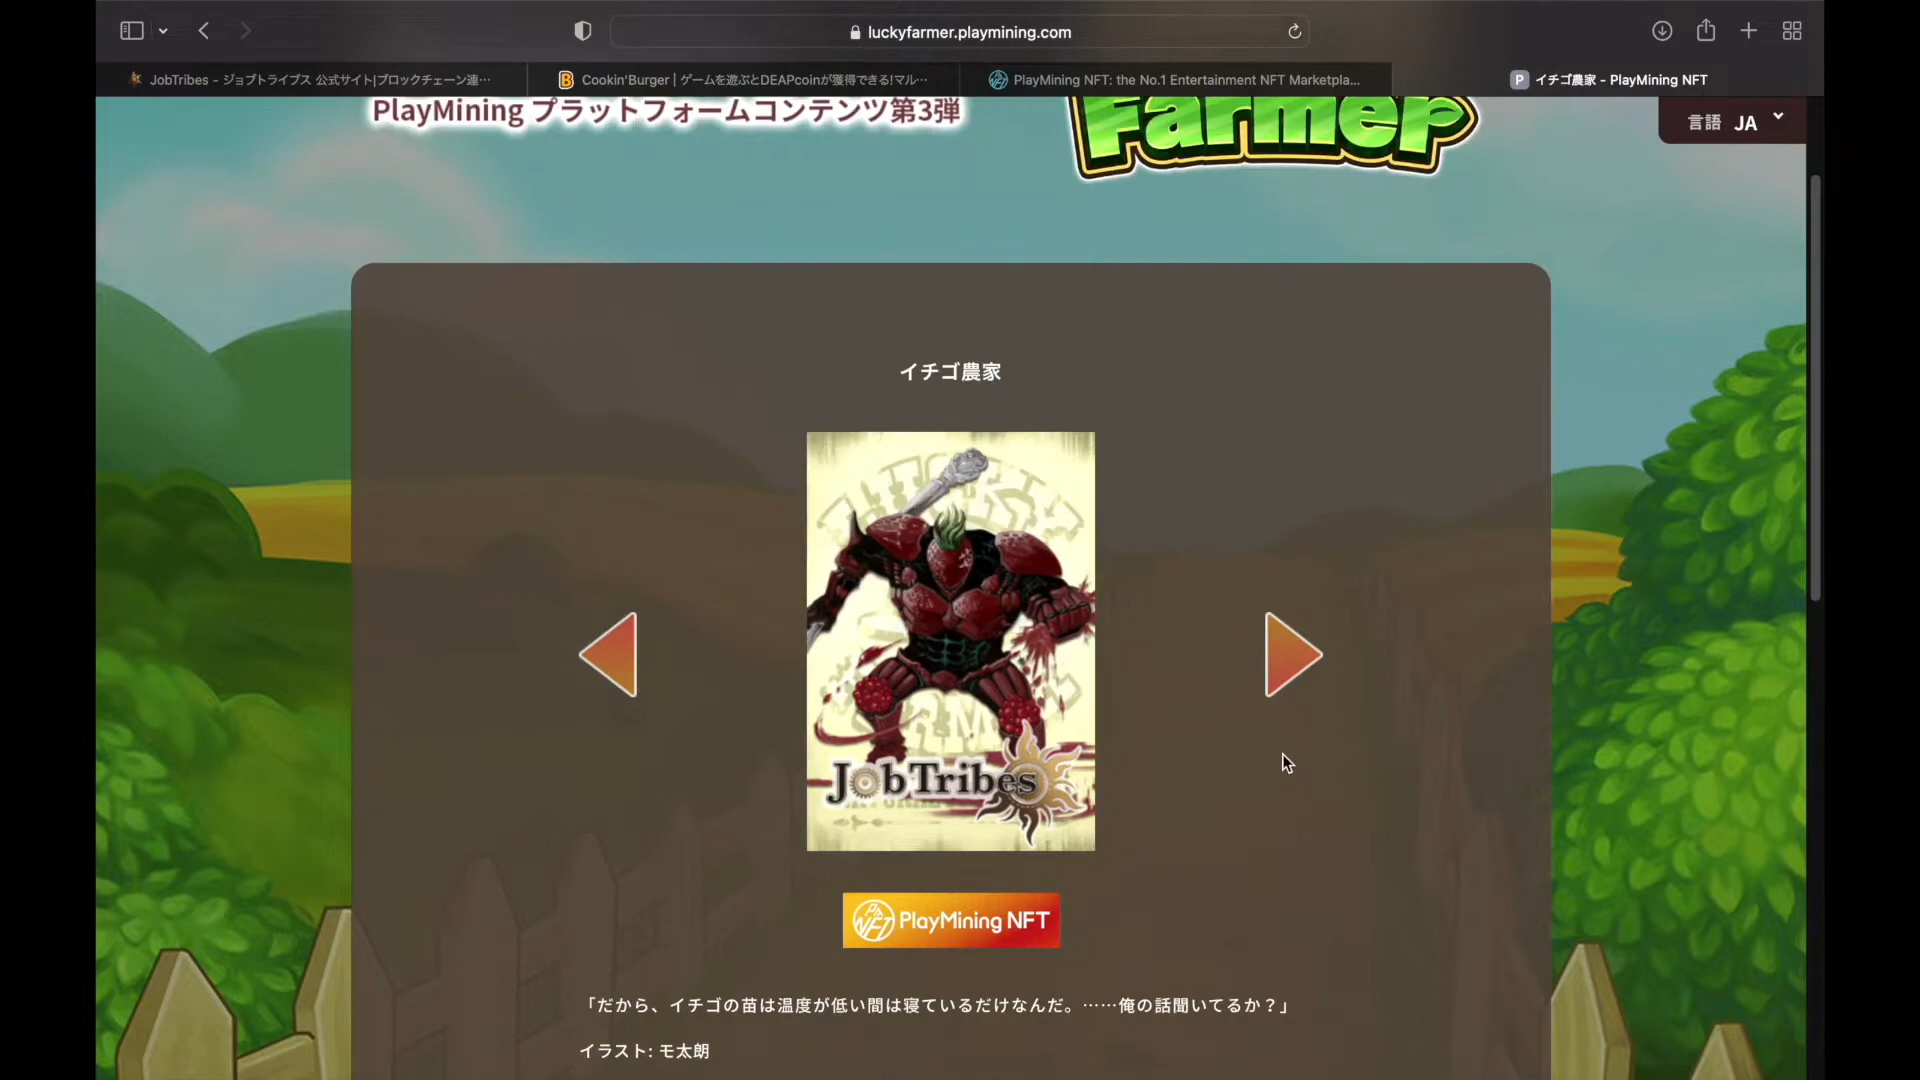 luckyfarmer.playmining.com
JobTribes - ジョブトライブス 公式サイト|ブロックチェーン連…
Cookin'Burger | ゲームを遊ぶとDEAPcoinが獲得できる!マル…
PlayMining NFT: the No.1 Entertainment NFT Marketpla...
P イチゴ農家 - PlayMining NFT
PlayMining プラットフォームコンテンツ第3弾
Farmer
言語 JA
イチゴ農家
JobTribes
PlayMining NFT
「だから、イチゴの苗は温度が低い間は寝ているだけなんだ。……俺の話聞いてるか？」
イラスト: モ太朗